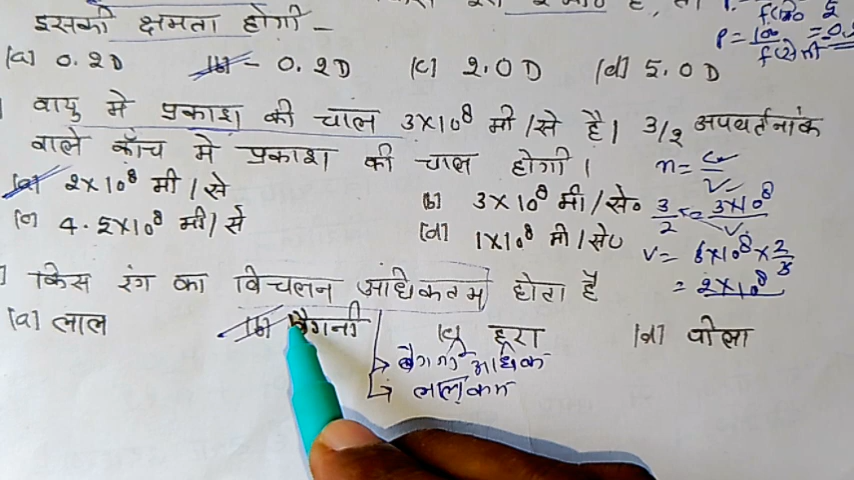 इसकी क्षमता होगी -
f(मी)
P = 100
f(से०मी)
(a) 0.2D (b) - 0.2D (c) 2.0D (d) 5.0D
वायु मे प्रकाश की चाल 3×10⁸ मी/से है। 3/2 अपवर्तनांक
वाले काँच मे प्रकाश की चाल होगी।
n = c/v
(a) 2×10⁸ मी/से (b) 3×10⁸ मी/से०
3/2 = 3×10⁸/v
(c) 4.5×10⁸ मी/से (d) 1×10⁸ मी/से०
v = 3×10⁸ × 2/3
= 2×10⁸
किस रंग का विचलन अधिकतम होता है
(a) लाल (b) बैगनी (c) हरा (d) पीला
बैगनी अधिक
लाल कम